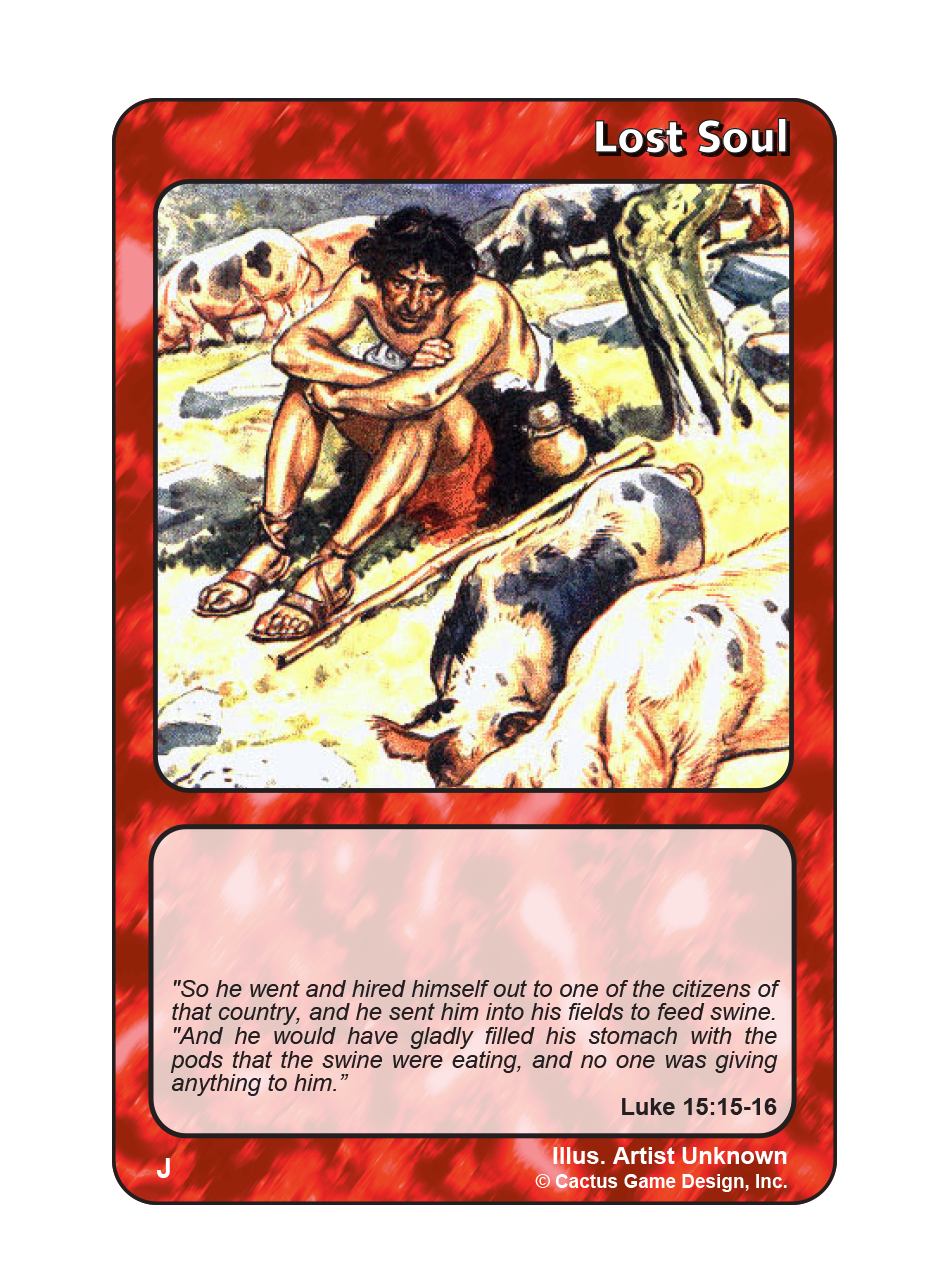 Lost Soul
"So he went and hired himself out to one of the citizens of
that country, and he sent him into his fields to feed swine.
"And he would have gladly filled his stomach with the
pods that the swine were eating, and no one was giving
anything to him.”
Luke 15:15-16
J
Illus. Artist Unknown
© Cactus Game Design, Inc.